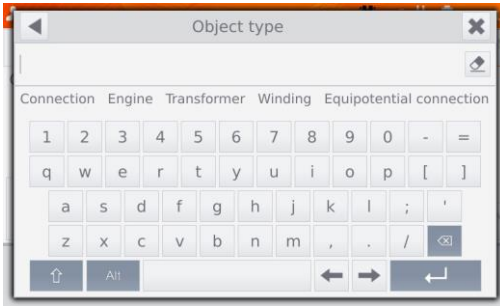 Object type
Connection Engine Transformer Winding Equipotential connection
1 2 3 4 5 6 7 8 9 0 - =
q w e r t y u i o p [ ]
a s d f g h j k l ; '
z x c v b n m , . /
Alt